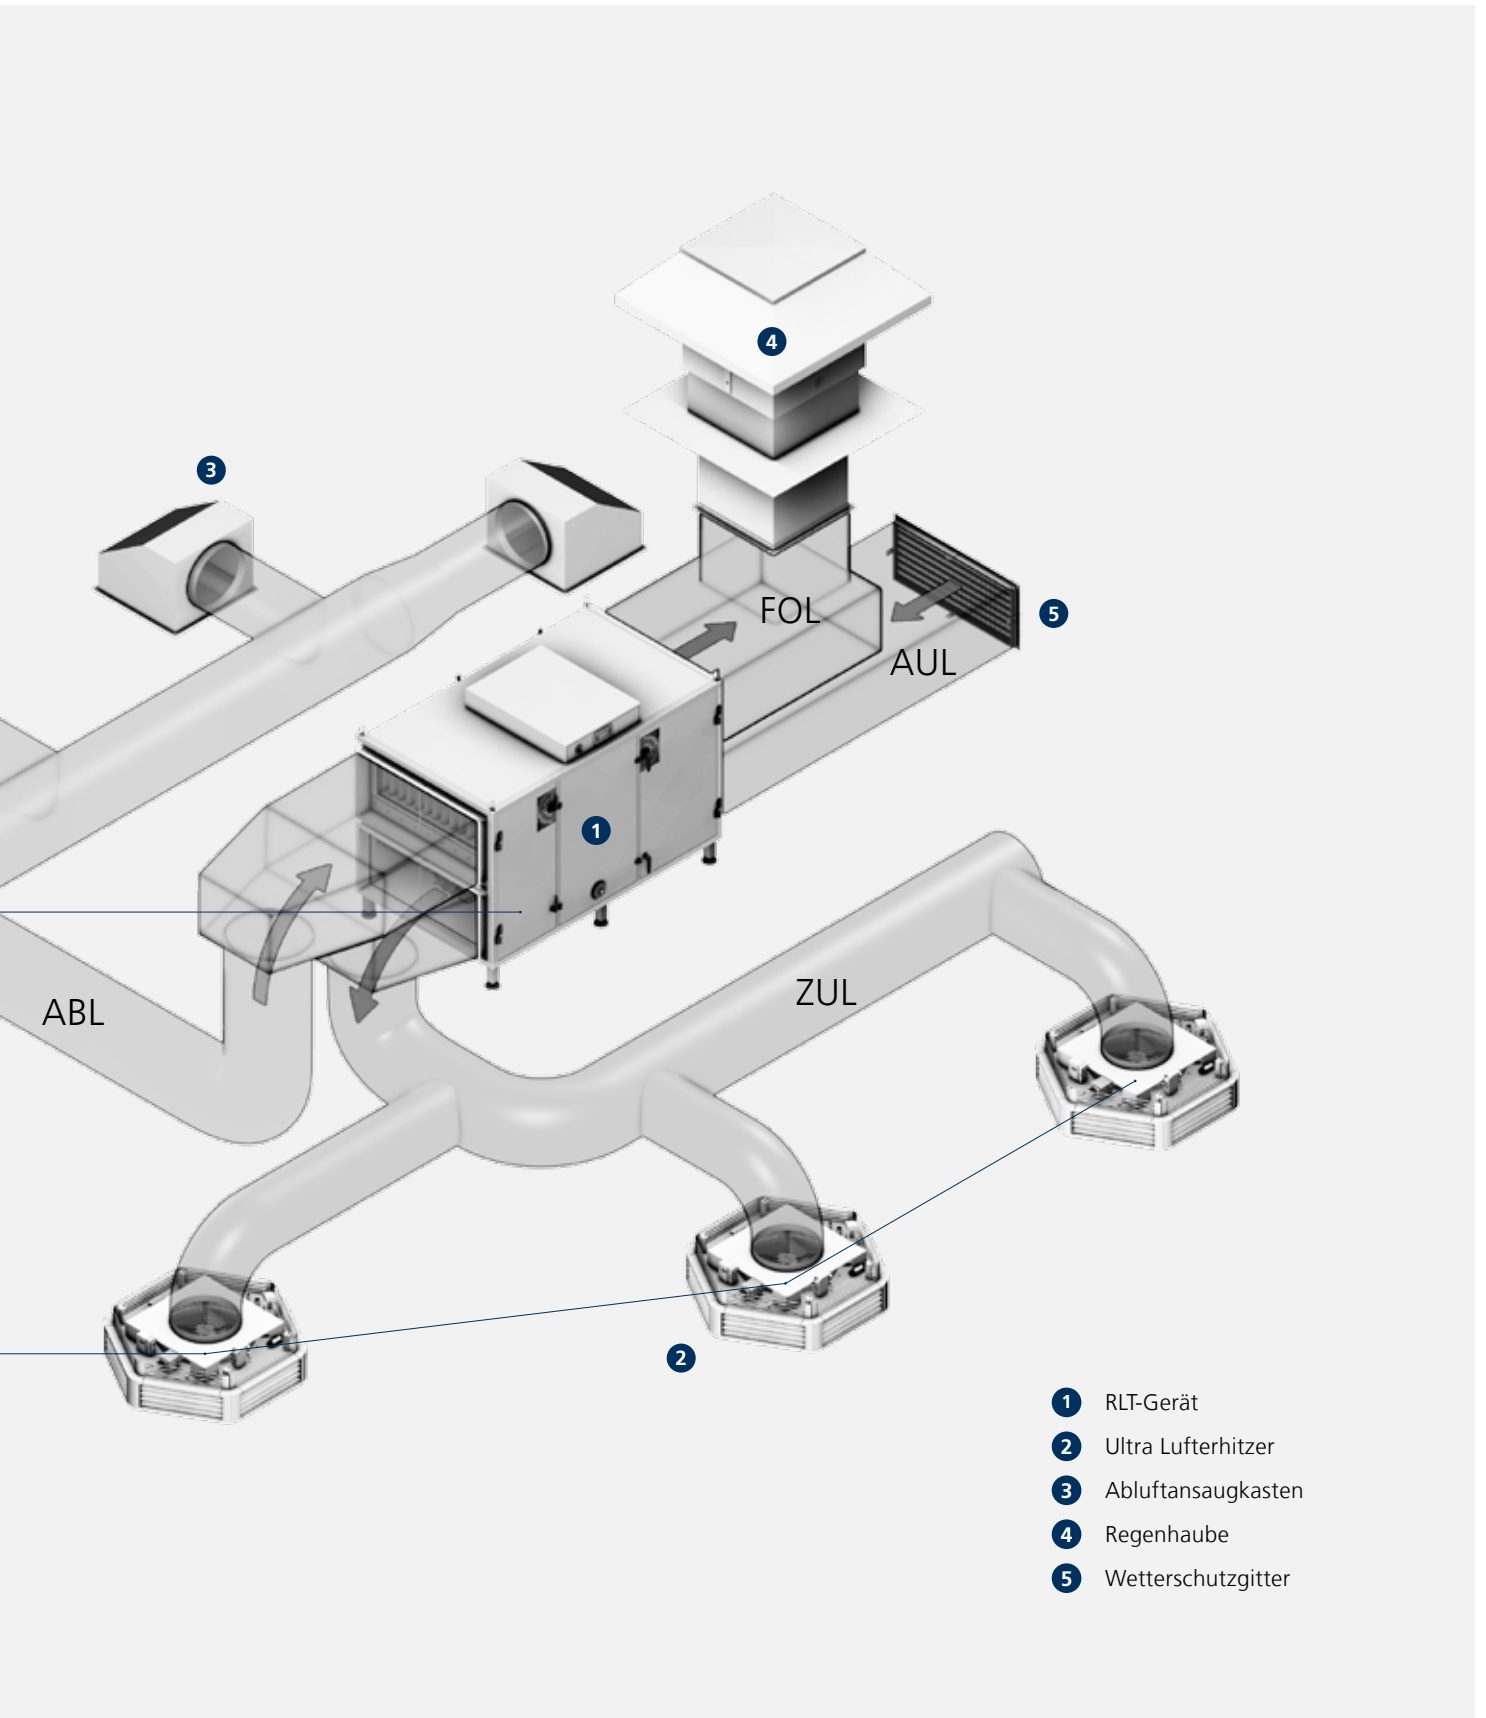 4
3
FOL
5
AUL
1
ABL
ZUL
2
1 RLT-Gerät
2 Ultra Lufterhitzer
3 Abluftansaugkasten
4 Regenhaube
5 Wetterschutzgitter